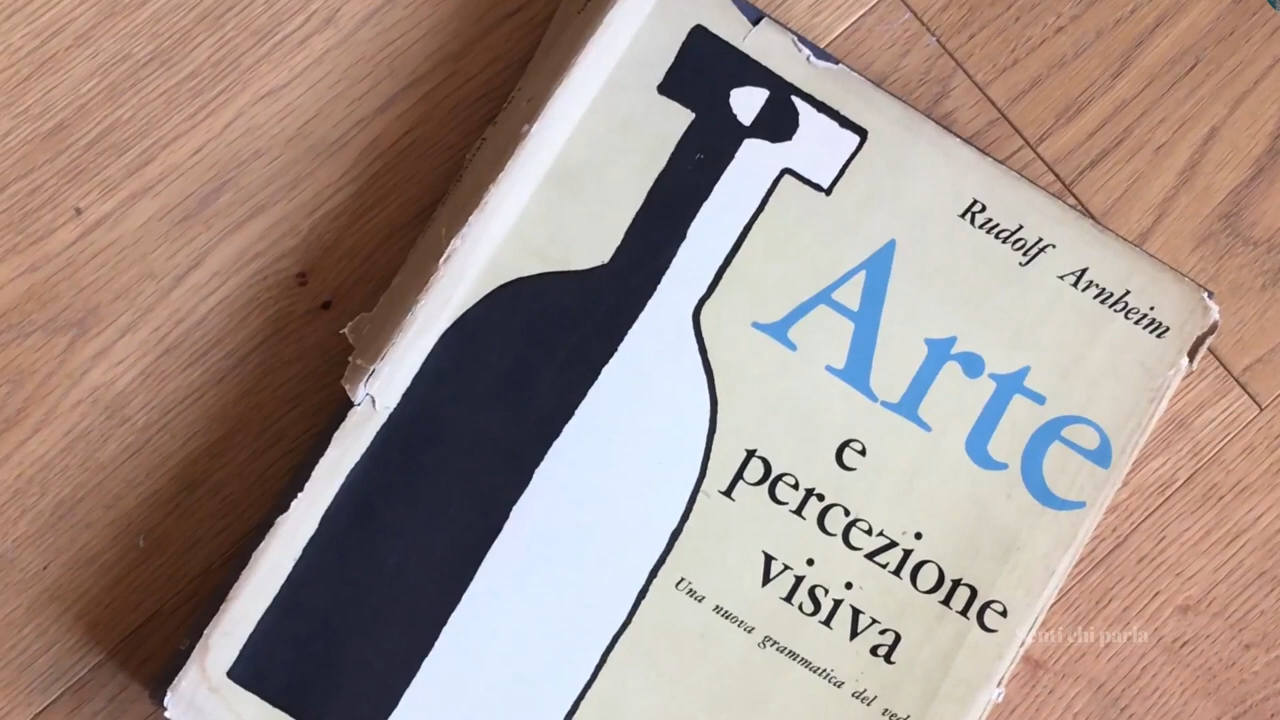 Rudolf Arnheim
Arte
e
percezione
visiva
Una nuova grammatica del
Senti chi parla